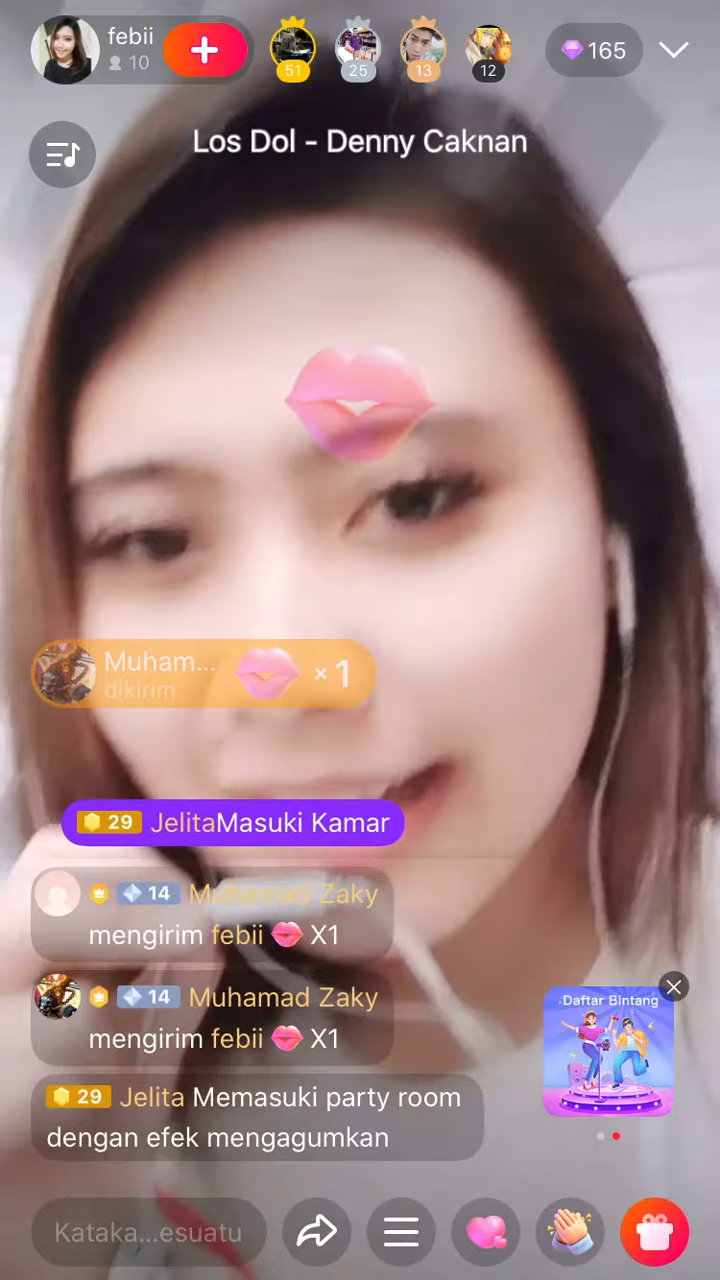 febii
10
51
25
13
12
165
Los Dol - Denny Caknan
Muham...
dikirim
× 1
29 JelitaMasuki Kamar
14 Muhamad Zaky
mengirim febii 💋 X1
14 Muhamad Zaky
mengirim febii 💋 X1
29 Jelita Memasuki party room
dengan efek mengagumkan
Daftar Bintang
Kataka...esuatu